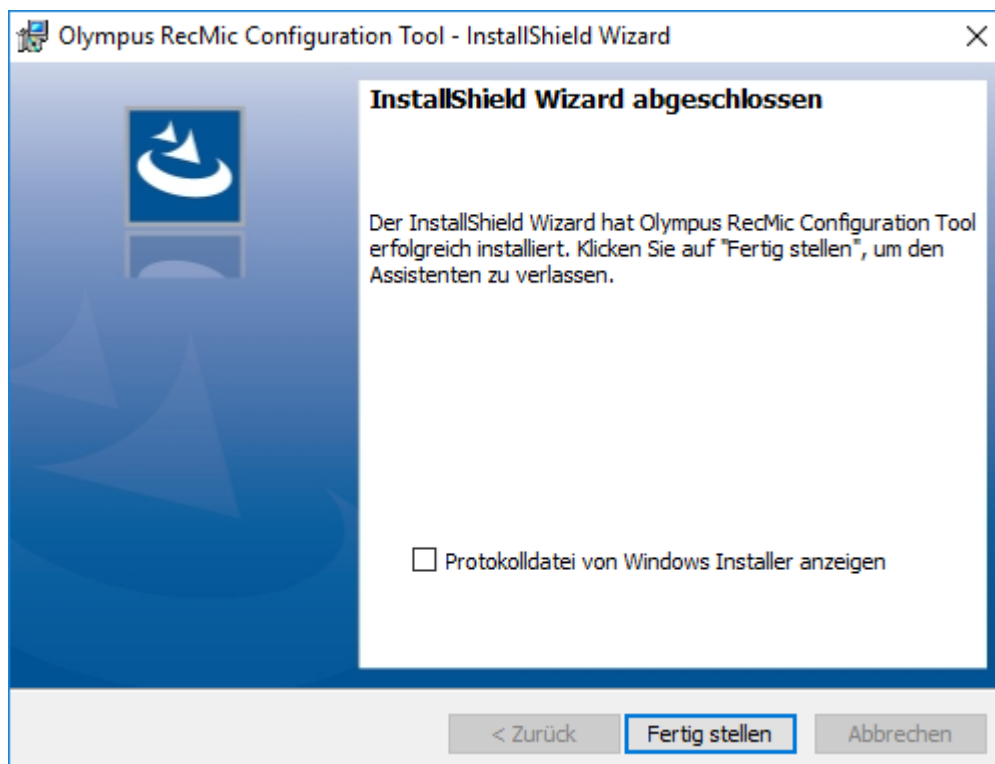 Olympus RecMic Configuration Tool - InstallShield Wizard
InstallShield Wizard abgeschlossen
Der InstallShield Wizard hat Olympus RecMic Configuration Tool
erfolgreich installiert. Klicken Sie auf "Fertig stellen", um den
Assistenten zu verlassen.
Protokolldatei von Windows Installer anzeigen
< Zurück Fertig stellen Abbrechen